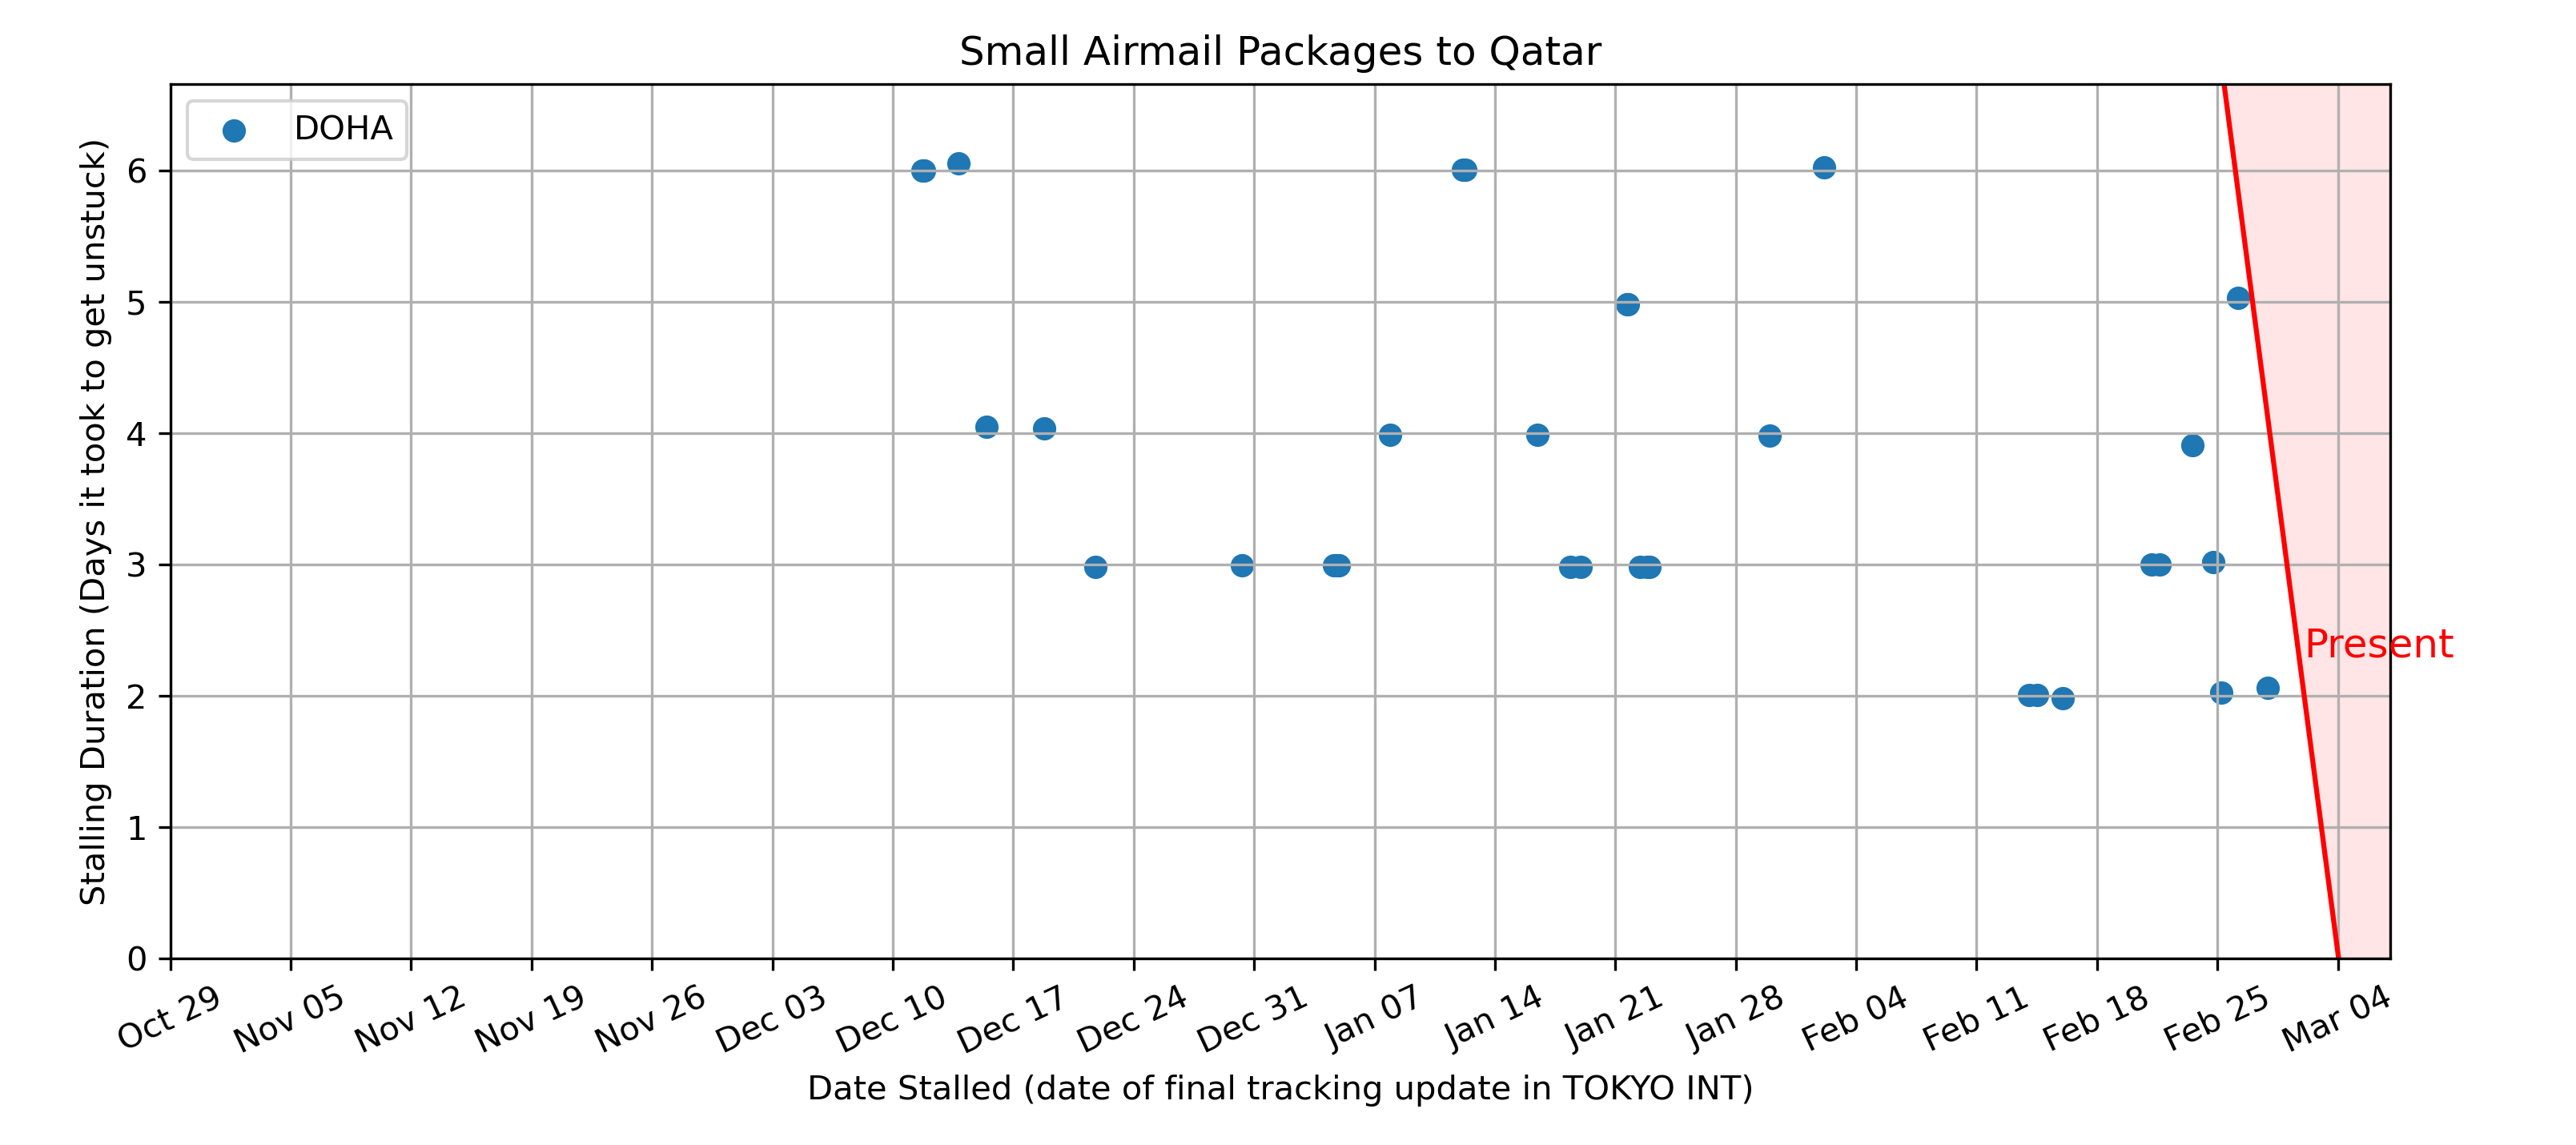 Small Airmail Packages to Qatar
DOHA
Stalling Duration (Days it took to get unstuck)
6
5
4
3
2
1
0
Present
Oct 29
Nov 05
Nov 12
Nov 19
Nov 26
Dec 03
Dec 10
Dec 17
Dec 24
Dec 31
Jan 07
Jan 14
Jan 21
Jan 28
Feb 04
Feb 11
Feb 18
Feb 25
Mar 04
Date Stalled (date of final tracking update in TOKYO INT)